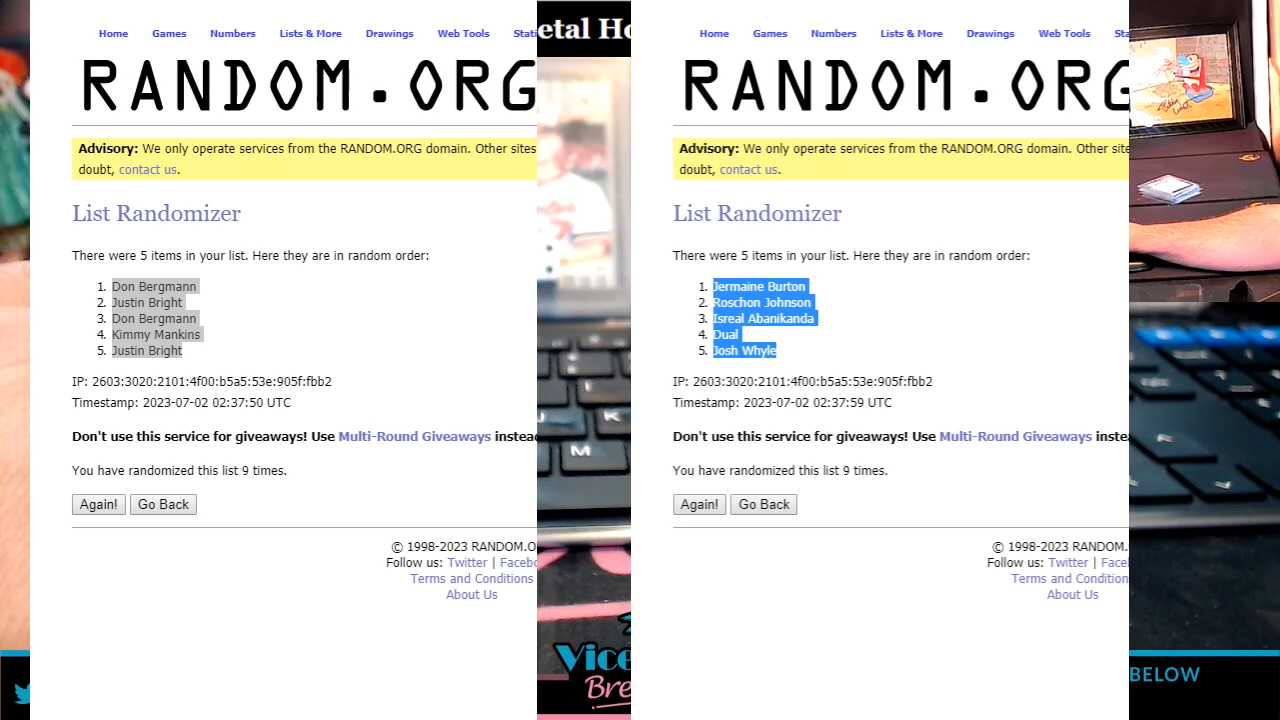 Home Games Numbers Lists & More Drawings Web Tools
RANDOM.ORG
Advisory: We only operate services from the RANDOM.ORG domain. Other sites
doubt, contact us.
List Randomizer
There were 5 items in your list. Here they are in random order:
1. Don Bergmann
2. Justin Bright
3. Don Bergmann
4. Kimmy Mankins
5. Justin Bright
IP: 2603:3020:2101:4f00:b5a5:53e:905f:fbb2
Timestamp: 2023-07-02 02:37:50 UTC
Don't use this service for giveaways! Use Multi-Round Giveaways instead
You have randomized this list 9 times.
Again! Go Back
© 1998-2023 RANDOM.O
Follow us: Twitter | Facebo
Terms and Conditions
About Us
etal Ho
M
K
Vice
Bre
Home Games Numbers Lists & More Drawings Web Tools
RANDOM.ORG
Advisory: We only operate services from the RANDOM.ORG domain. Other site
doubt, contact us.
List Randomizer
There were 5 items in your list. Here they are in random order:
1. Jermaine Burton
2. Roschon Johnson
3. Isreal Abanikanda
4. Dual
5. Josh Whyle
IP: 2603:3020:2101:4f00:b5a5:53e:905f:fbb2
Timestamp: 2023-07-02 02:37:59 UTC
Don't use this service for giveaways! Use Multi-Round Giveaways inste
You have randomized this list 9 times.
Again! Go Back
© 1998-2023 RANDOM.
Follow us: Twitter | Face
Terms and Condition
About Us
BELOW